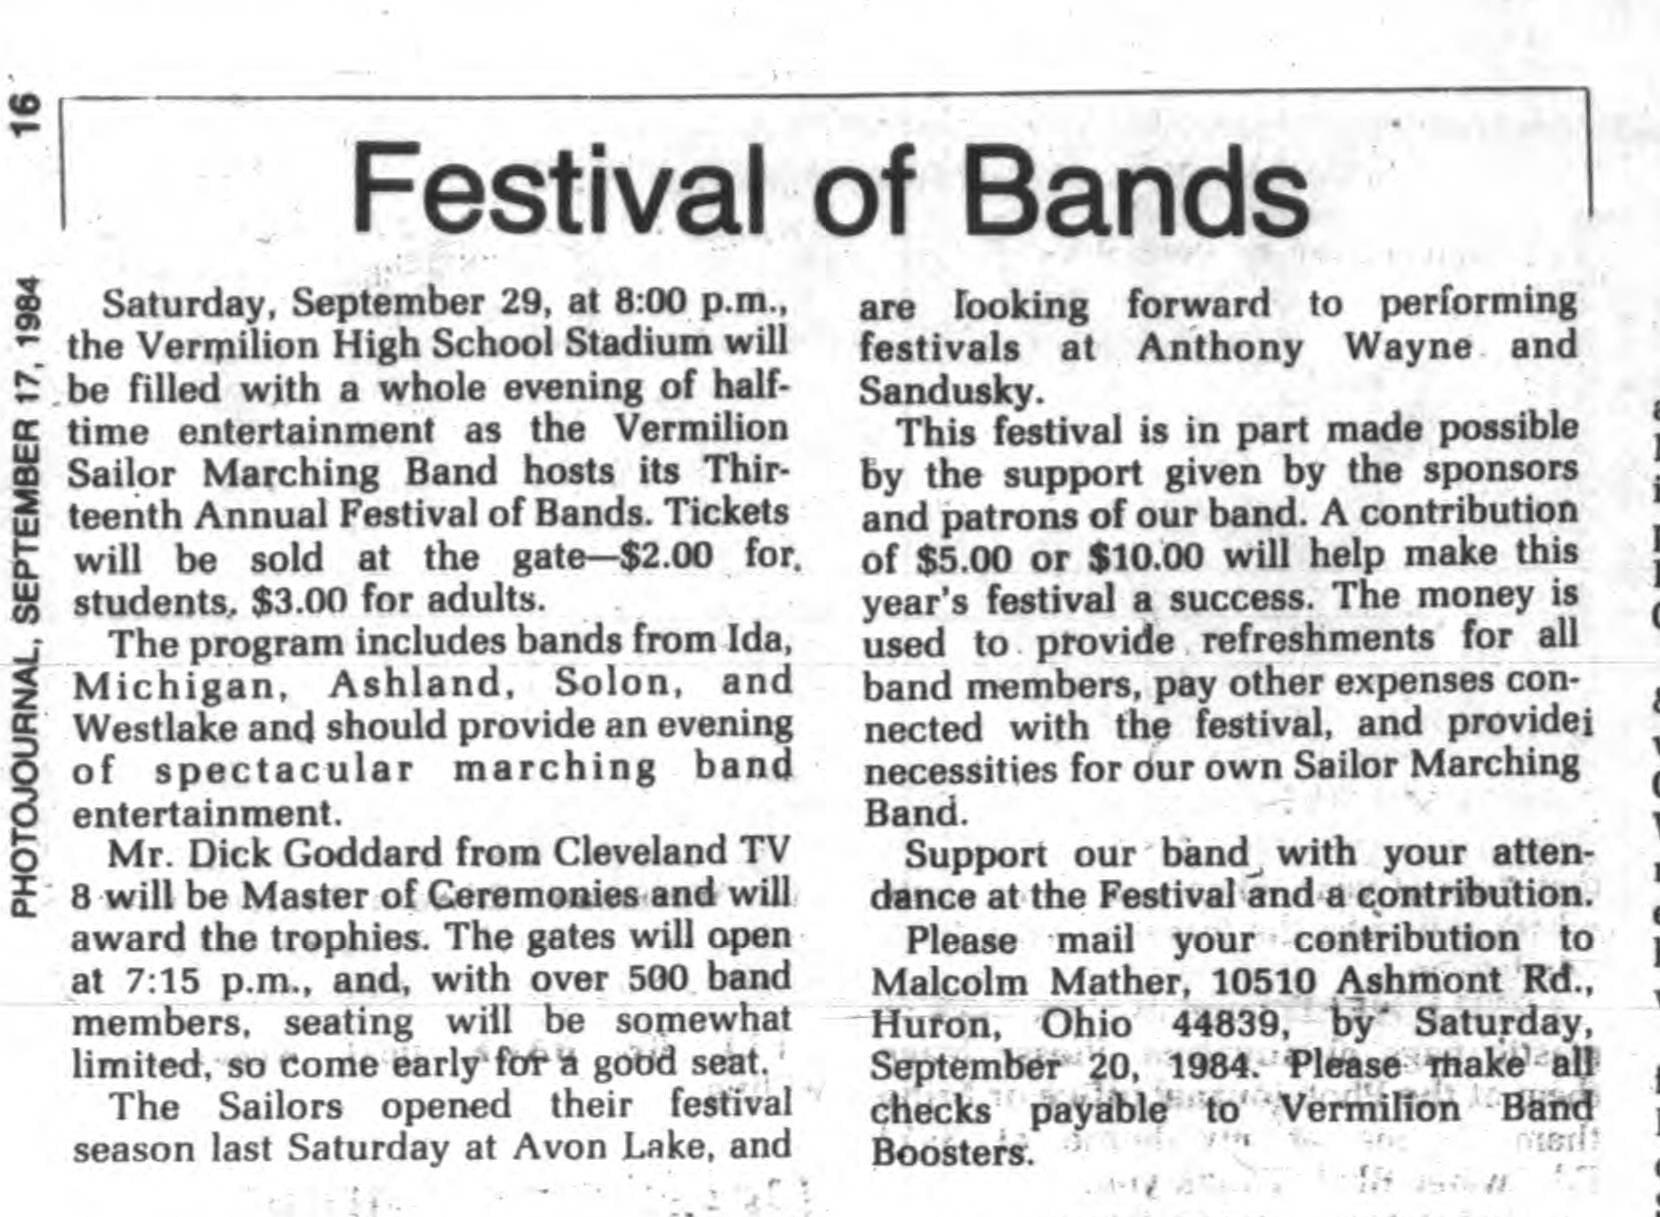 16
PHOTOJOURNAL, SEPTEMBER 17, 1984
Festival of Bands
Saturday, September 29, at 8:00 p.m.,
the Vermilion High School Stadium will
be filled with a whole evening of half-
time entertainment as the Vermilion
Sailor Marching Band hosts its Thir-
teenth Annual Festival of Bands. Tickets
will be sold at the gate—$2.00 for
students, $3.00 for adults.
The program includes bands from Ida,
Michigan, Ashland, Solon, and
Westlake and should provide an evening
of spectacular marching band
entertainment.
Mr. Dick Goddard from Cleveland TV
8 will be Master of Ceremonies and will
award the trophies. The gates will open
at 7:15 p.m., and, with over 500 band
members, seating will be somewhat
limited, so come early for a good seat.
The Sailors opened their festival
season last Saturday at Avon Lake, and
are looking forward to performing
festivals at Anthony Wayne and
Sandusky.
This festival is in part made possible
by the support given by the sponsors
and patrons of our band. A contribution
of $5.00 or $10.00 will help make this
year's festival a success. The money is
used to provide refreshments for all
band members, pay other expenses con-
nected with the festival, and provide
necessities for our own Sailor Marching
Band.
Support our band with your atten-
dance at the Festival and a contribution.
Please mail your contribution to
Malcolm Mather, 10510 Ashmont Rd.,
Huron, Ohio 44839, by Saturday,
September 20, 1984. Please make all
checks payable to Vermilion Band
Boosters.